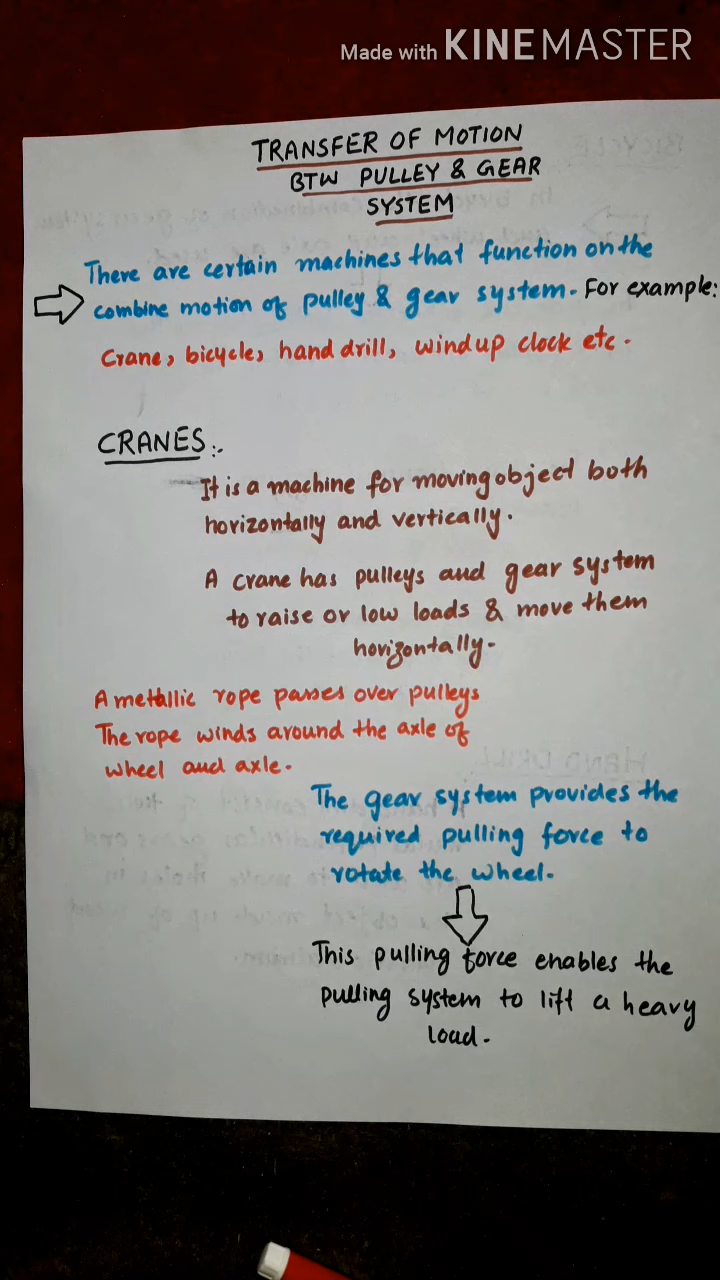 Made with KINEMASTER
TRANSFER OF MOTION
BTW PULLEY & GEAR
SYSTEM
There are certain machines that function on the
combine motion of pulley & gear system. For example:
Crane, bicycle, hand drill, windup clock etc.
CRANES:-
It is a machine for moving object both
horizontally and vertically.
A crane has pulleys and gear system
to raise or low loads & move them
horizontally.
A metallic rope passes over pulleys
The rope winds around the axle of
wheel and axle.
The gear system provides the
required pulling force to
rotate the wheel.
This pulling force enables the
pulling system to lift a heavy
load.
BICYCLE
HAND DRILL